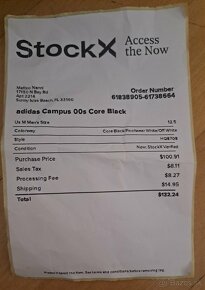 StockX Access the Now
Order Number
61838905-61738664
adidas Campus 00s Core Black
US M Men's Size 12.5
Colorway Core Black/Footwear White/Off White
Style HQ8708
Condition New, StockX Verified
Purchase Price $100.91
Sales Tax $8.11
Processing Fee $8.27
Shipping $14.95
Total $132.24